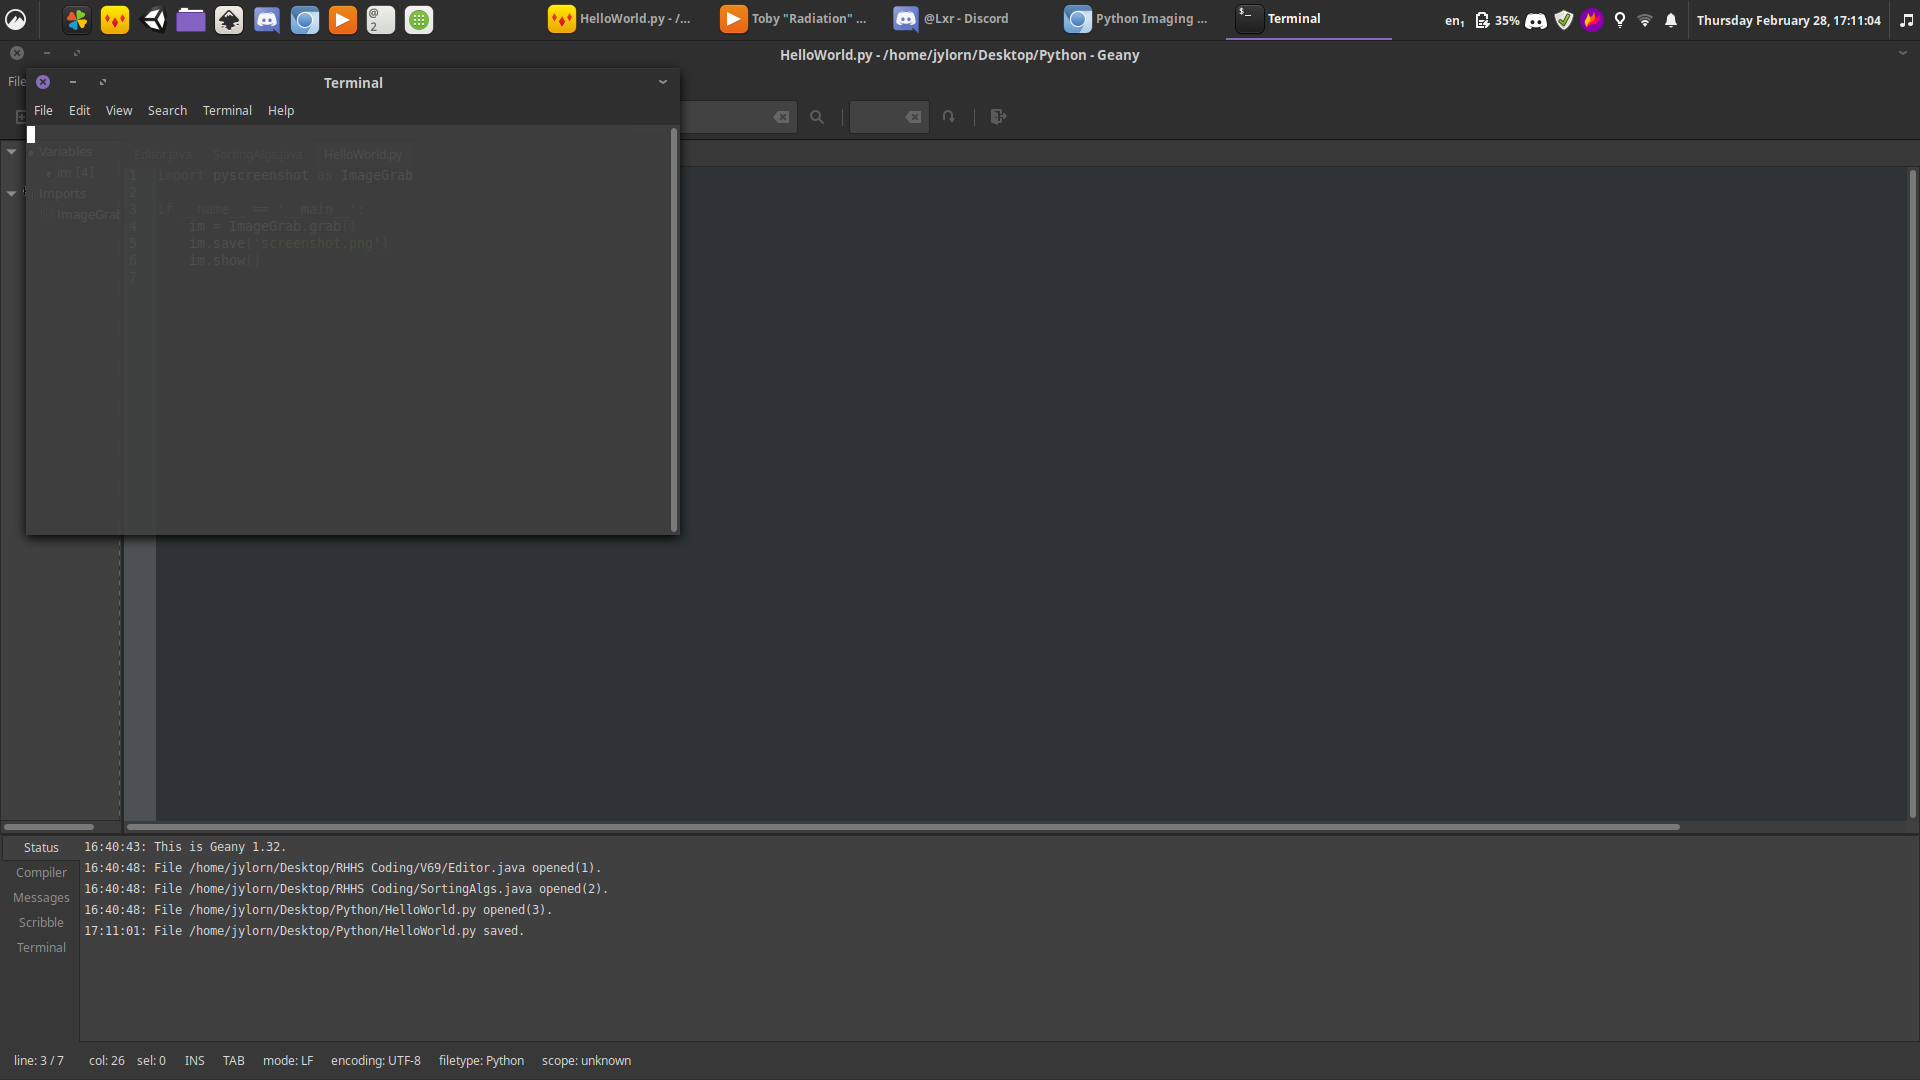 HelloWorld.py - /...
Toby "Radiation" ...
@Lxr - Discord
Python Imaging ...
$_
Terminal
@
2
en₁
35%
Thursday February 28, 17:11:04
HelloWorld.py - /home/jylorn/Desktop/Python - Geany
File
Terminal
File Edit View Search Terminal Help
Variables
im [4]
Imports
ImageGrab
Editor.java SortingAlgs.java HelloWorld.py
1 import pyscreenshot as ImageGrab
2
3 if __name__ == '__main__':
4 im = ImageGrab.grab()
5 im.save('screenshot.png')
6 im.show()
7
Status
Compiler
Messages
Scribble
Terminal
16:40:43: This is Geany 1.32.
16:40:48: File /home/jylorn/Desktop/RHHS Coding/V69/Editor.java opened(1).
16:40:48: File /home/jylorn/Desktop/RHHS Coding/SortingAlgs.java opened(2).
16:40:48: File /home/jylorn/Desktop/Python/HelloWorld.py opened(3).
17:11:01: File /home/jylorn/Desktop/Python/HelloWorld.py saved.
line: 3 / 7 col: 26 sel: 0 INS TAB mode: LF encoding: UTF-8 filetype: Python scope: unknown